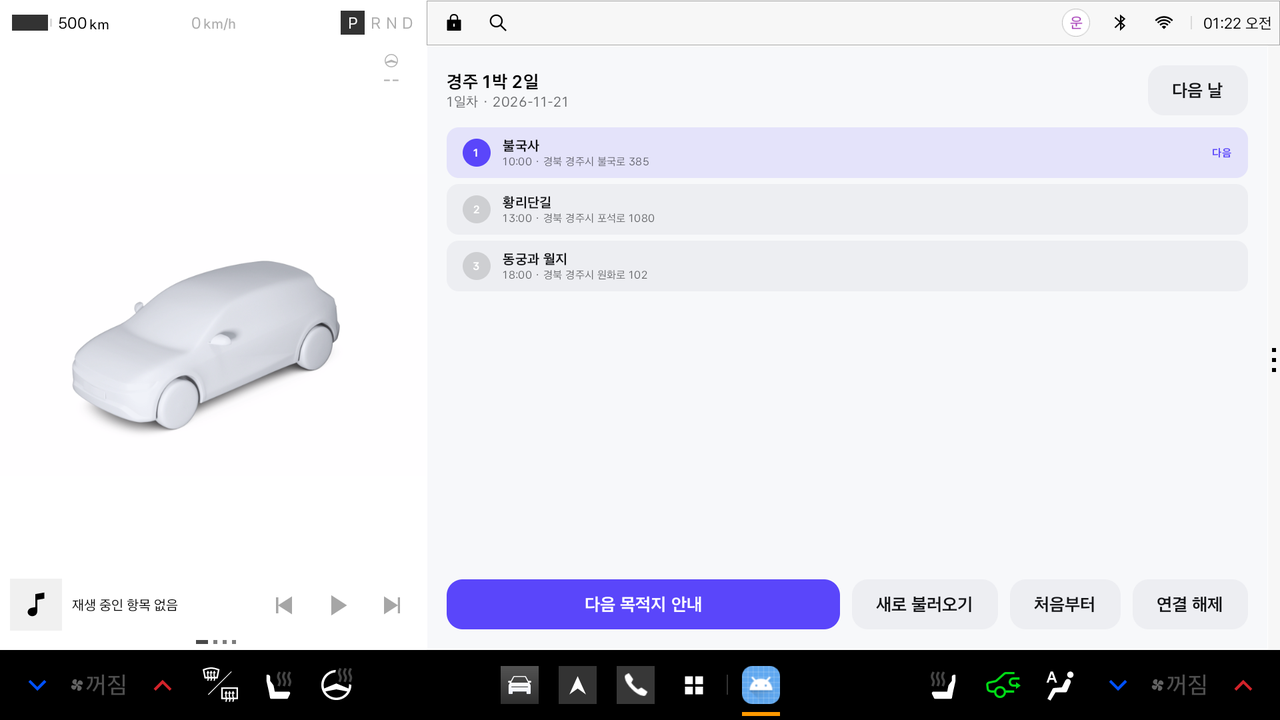 500 km
0 km/h
P R N D
--
운
01:22 오전
경주 1박 2일
1일차 · 2026-11-21
다음 날
1
불국사
10:00 · 경북 경주시 불국로 385
다음
2
황리단길
13:00 · 경북 경주시 포석로 1080
3
동궁과 월지
18:00 · 경북 경주시 원화로 102
재생 중인 항목 없음
다음 목적지 안내
새로 불러오기
처음부터
연결 해제
꺼짐
A
꺼짐